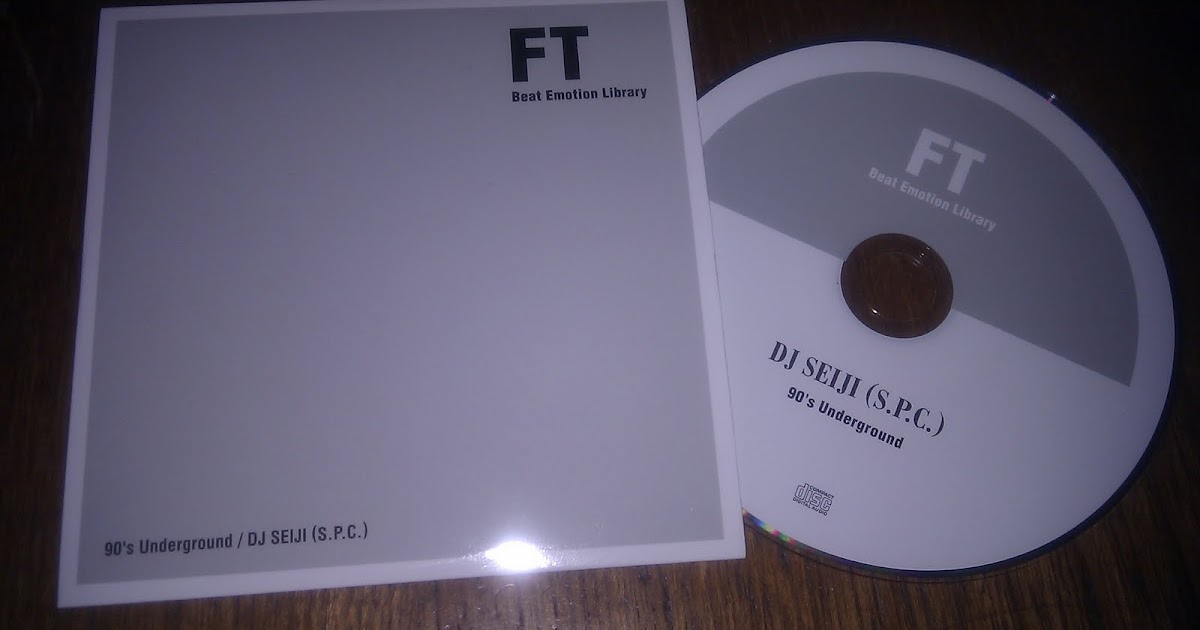 FT
Beat Emotion Library
90's Underground / DJ SEIJI (S.P.C.)
FT
Beat Emotion Library
DJ SEIJI (S.P.C.)
90's Underground
COMPACT
disc
DIGITAL AUDIO